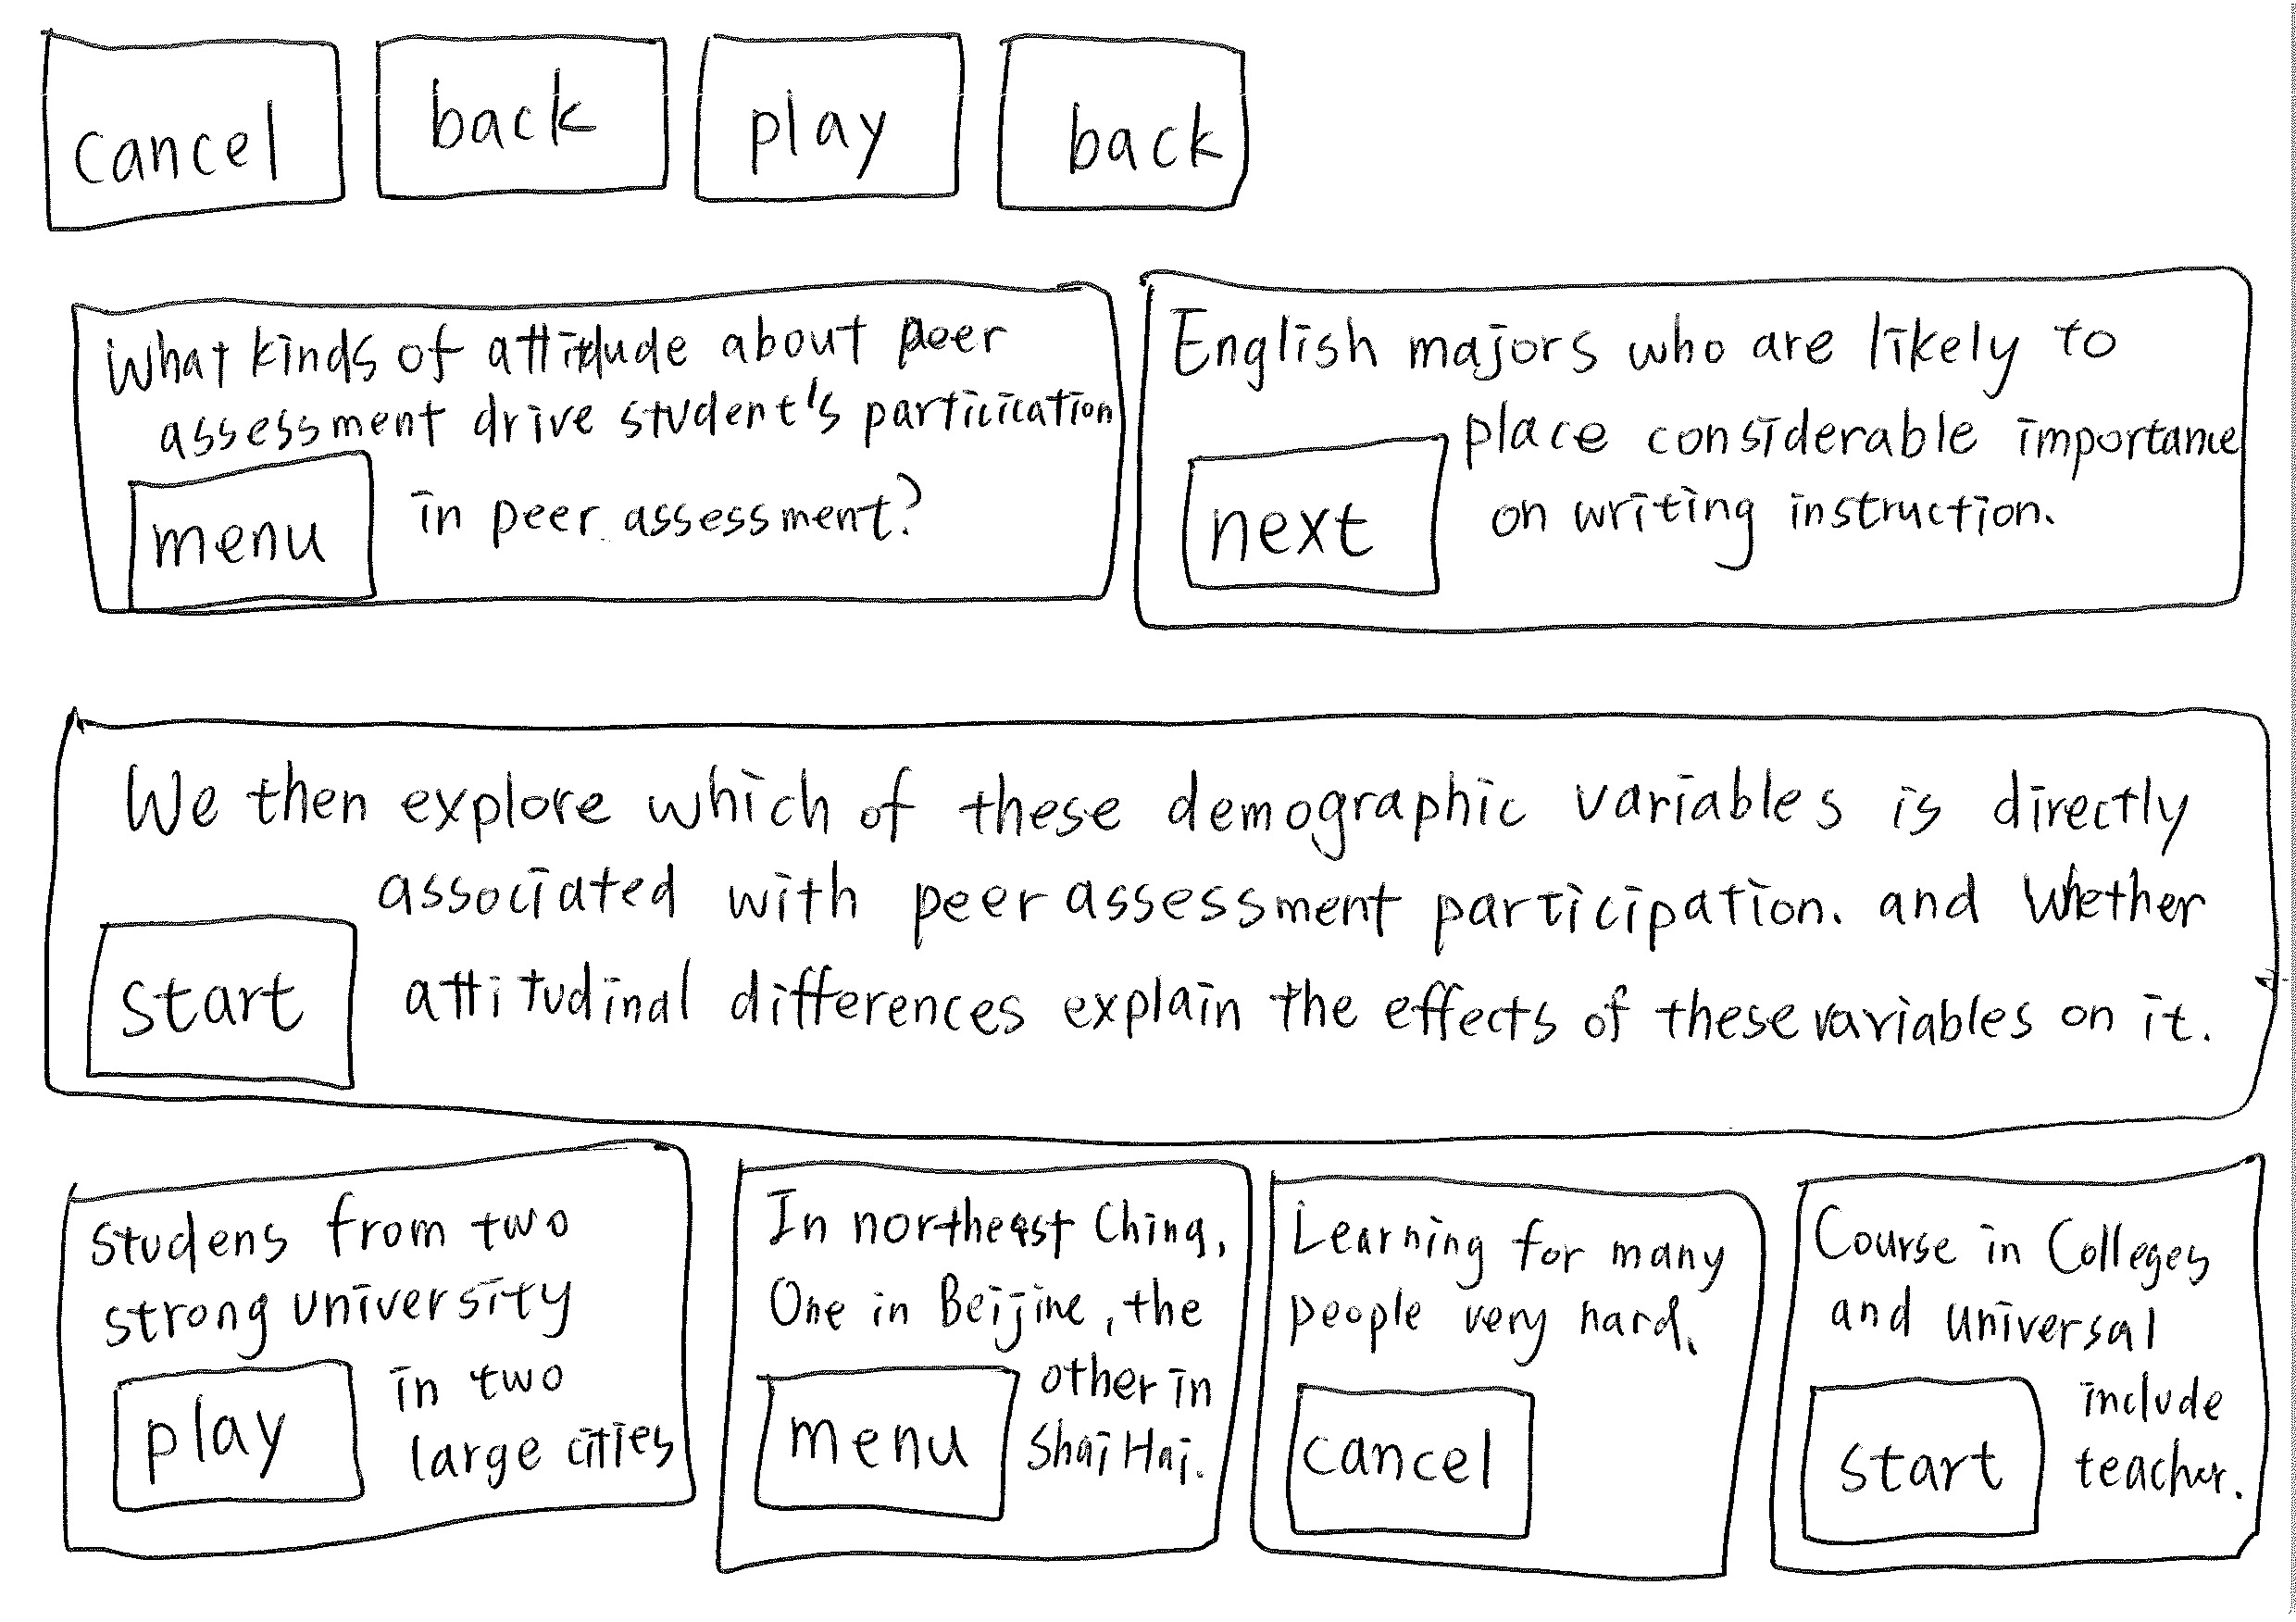 cancel back play back
What kinds of attitude about peer
assessment drive student's particication
in peer assessment?
menu
English majors who are likely to
place considerable importance
on writing instruction.
next
We then explore which of these demographic variables is directly
associated with peer assessment participation. and Whether
attitudinal differences explain the effects of these variables on it.
start
Studens from two
strong university
in two
large cities
play
In northeast China,
One in Beijine, the
other in
ShaiHai.
menu
Learning for many
people very hard.
cancel
Course in Colleges
and universal
include
teacher.
start